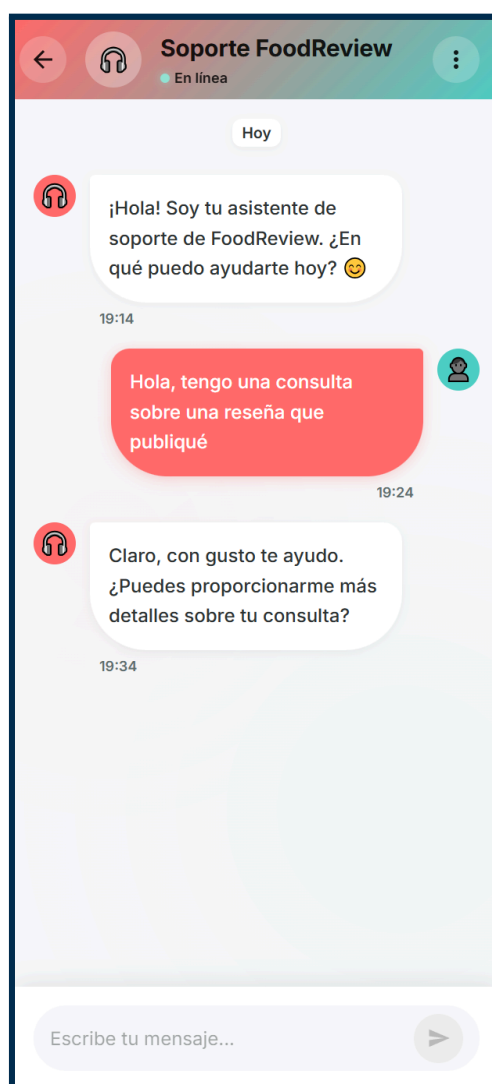 Soporte FoodReview
En línea
Hoy
¡Hola! Soy tu asistente de
soporte de FoodReview. ¿En
qué puedo ayudarte hoy? 😊
19:14
Hola, tengo una consulta
sobre una reseña que
publiqué
19:24
Claro, con gusto te ayudo.
¿Puedes proporcionarme más
detalles sobre tu consulta?
19:34
Escribe tu mensaje...